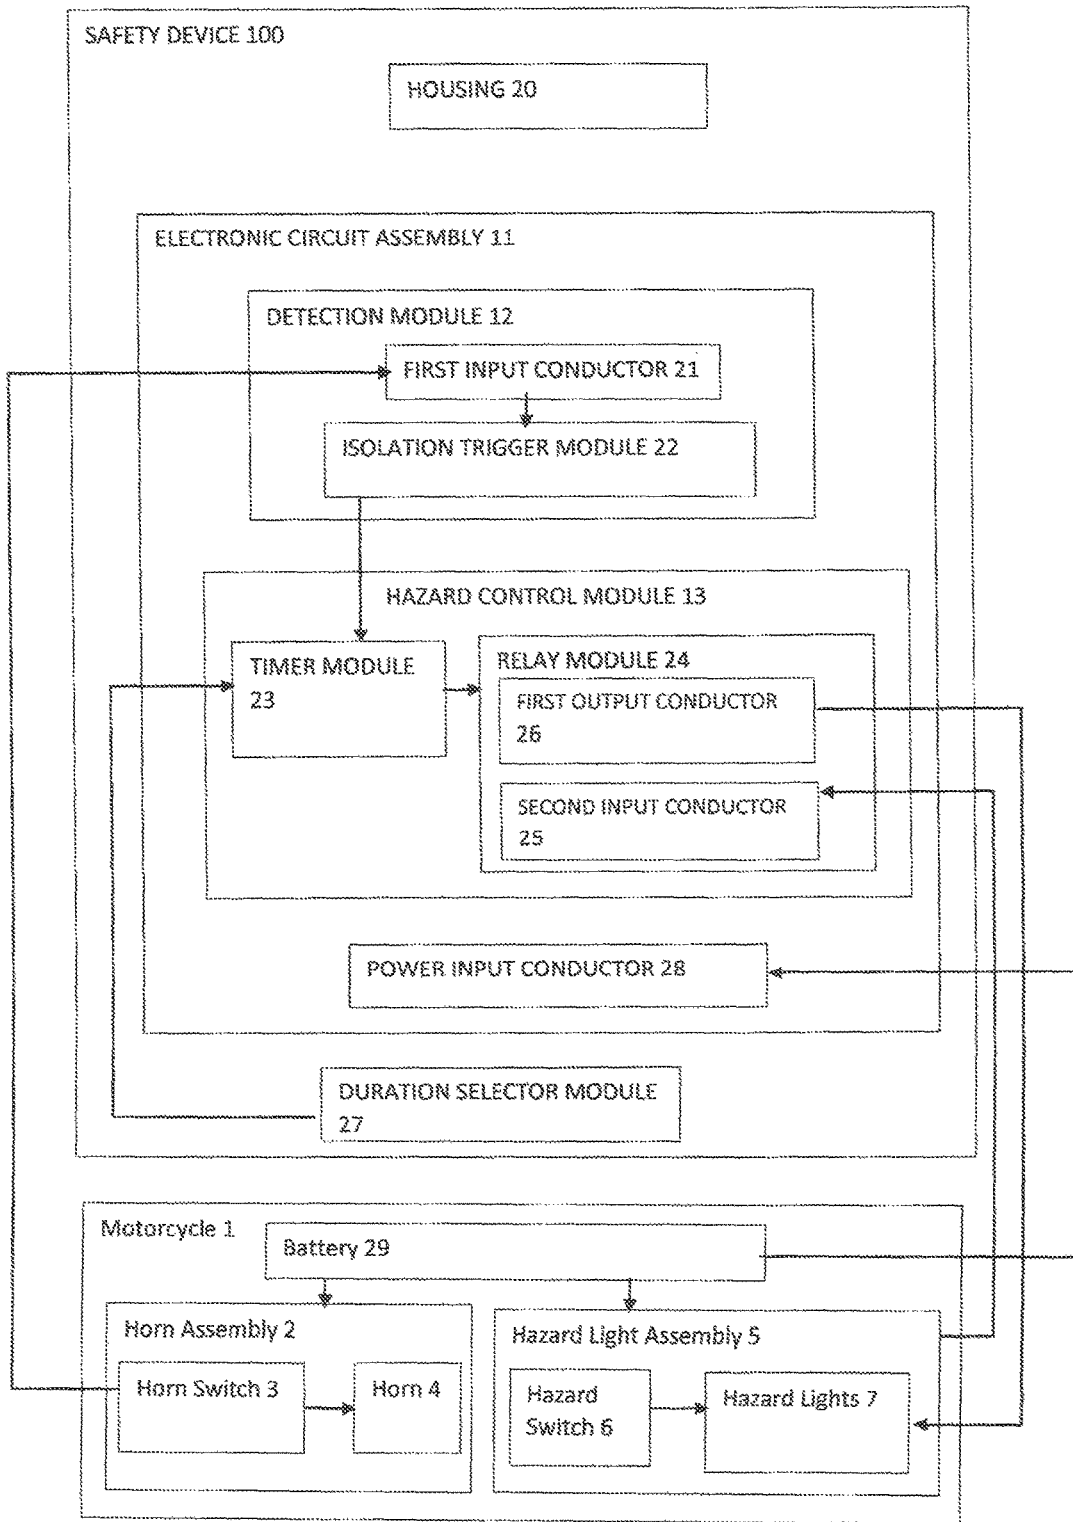 SAFETY DEVICE 100
HOUSING 20
ELECTRONIC CIRCUIT ASSEMBLY 11
DETECTION MODULE 12
FIRST INPUT CONDUCTOR 21
ISOLATION TRIGGER MODULE 22
HAZARD CONTROL MODULE 13
TIMER MODULE
23
RELAY MODULE 24
FIRST OUTPUT CONDUCTOR
26
SECOND INPUT CONDUCTOR
25
POWER INPUT CONDUCTOR 28
DURATION SELECTOR MODULE
27
Motorcycle 1
Battery 29
Horn Assembly 2
Horn Switch 3
Horn 4
Hazard Light Assembly 5
Hazard
Switch 6
Hazard Lights 7